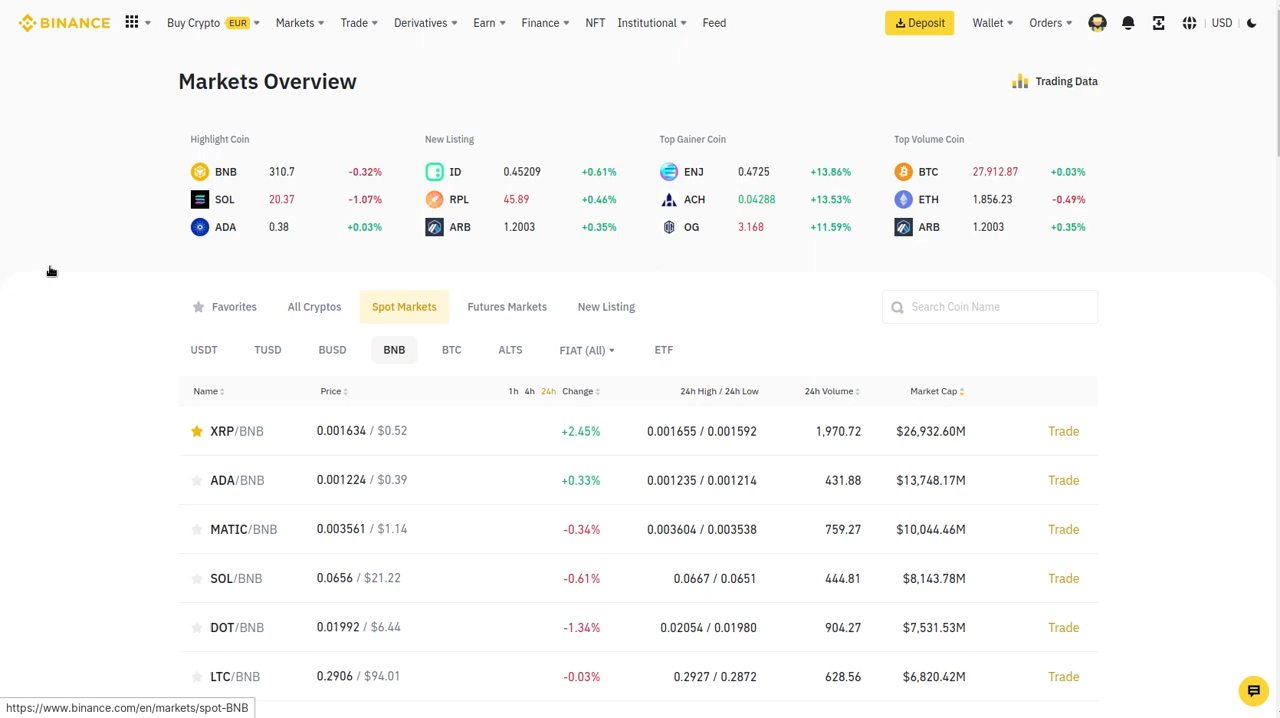 BINANCE Buy Crypto EUR Markets Trade Derivatives Earn Finance NFT Institutional Feed Deposit Wallet Orders USD
Markets Overview Trading Data
Highlight Coin New Listing Top Gainer Coin Top Volume Coin
BNB 310.7 -0.32% ID 0.45209 +0.61% ENJ 0.4725 +13.86% BTC 27,912.87 +0.03%
SOL 20.37 -1.07% RPL 45.89 +0.46% ACH 0.04288 +13.53% ETH 1,856.23 -0.49%
ADA 0.38 +0.03% ARB 1.2003 +0.35% OG 3.168 +11.59% ARB 1.2003 +0.35%
Favorites All Cryptos Spot Markets Futures Markets New Listing Search Coin Name
USDT TUSD BUSD BNB BTC ALTS FIAT (All) ETF
Name Price 1h 4h 24h Change 24h High / 24h Low 24h Volume Market Cap
XRP/BNB 0.001634 / $0.52 +2.45% 0.001655 / 0.001592 1,970.72 $26,932.60M Trade
ADA/BNB 0.001224 / $0.39 +0.33% 0.001235 / 0.001214 431.88 $13,748.17M Trade
MATIC/BNB 0.003561 / $1.14 -0.34% 0.003604 / 0.003538 759.27 $10,044.46M Trade
SOL/BNB 0.0656 / $21.22 -0.61% 0.0667 / 0.0651 444.81 $8,143.78M Trade
DOT/BNB 0.01992 / $6.44 -1.34% 0.02054 / 0.01980 904.27 $7,531.53M Trade
LTC/BNB 0.2906 / $94.01 -0.03% 0.2927 / 0.2872 628.56 $6,820.42M Trade
https://www.binance.com/en/markets/spot-BNB